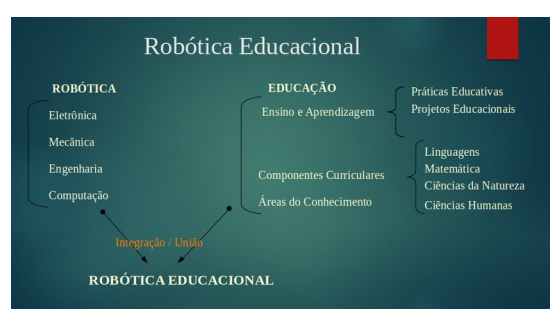 Robótica Educacional
ROBÓTICA
Eletrônica
Mecânica
Engenharia
Computação
EDUCAÇÃO
Ensino e Aprendizagem
Práticas Educativas
Projetos Educacionais
Componentes Curriculares
Áreas do Conhecimento
Linguagens
Matemática
Ciências da Natureza
Ciências Humanas
Integração / União
ROBÓTICA EDUCACIONAL